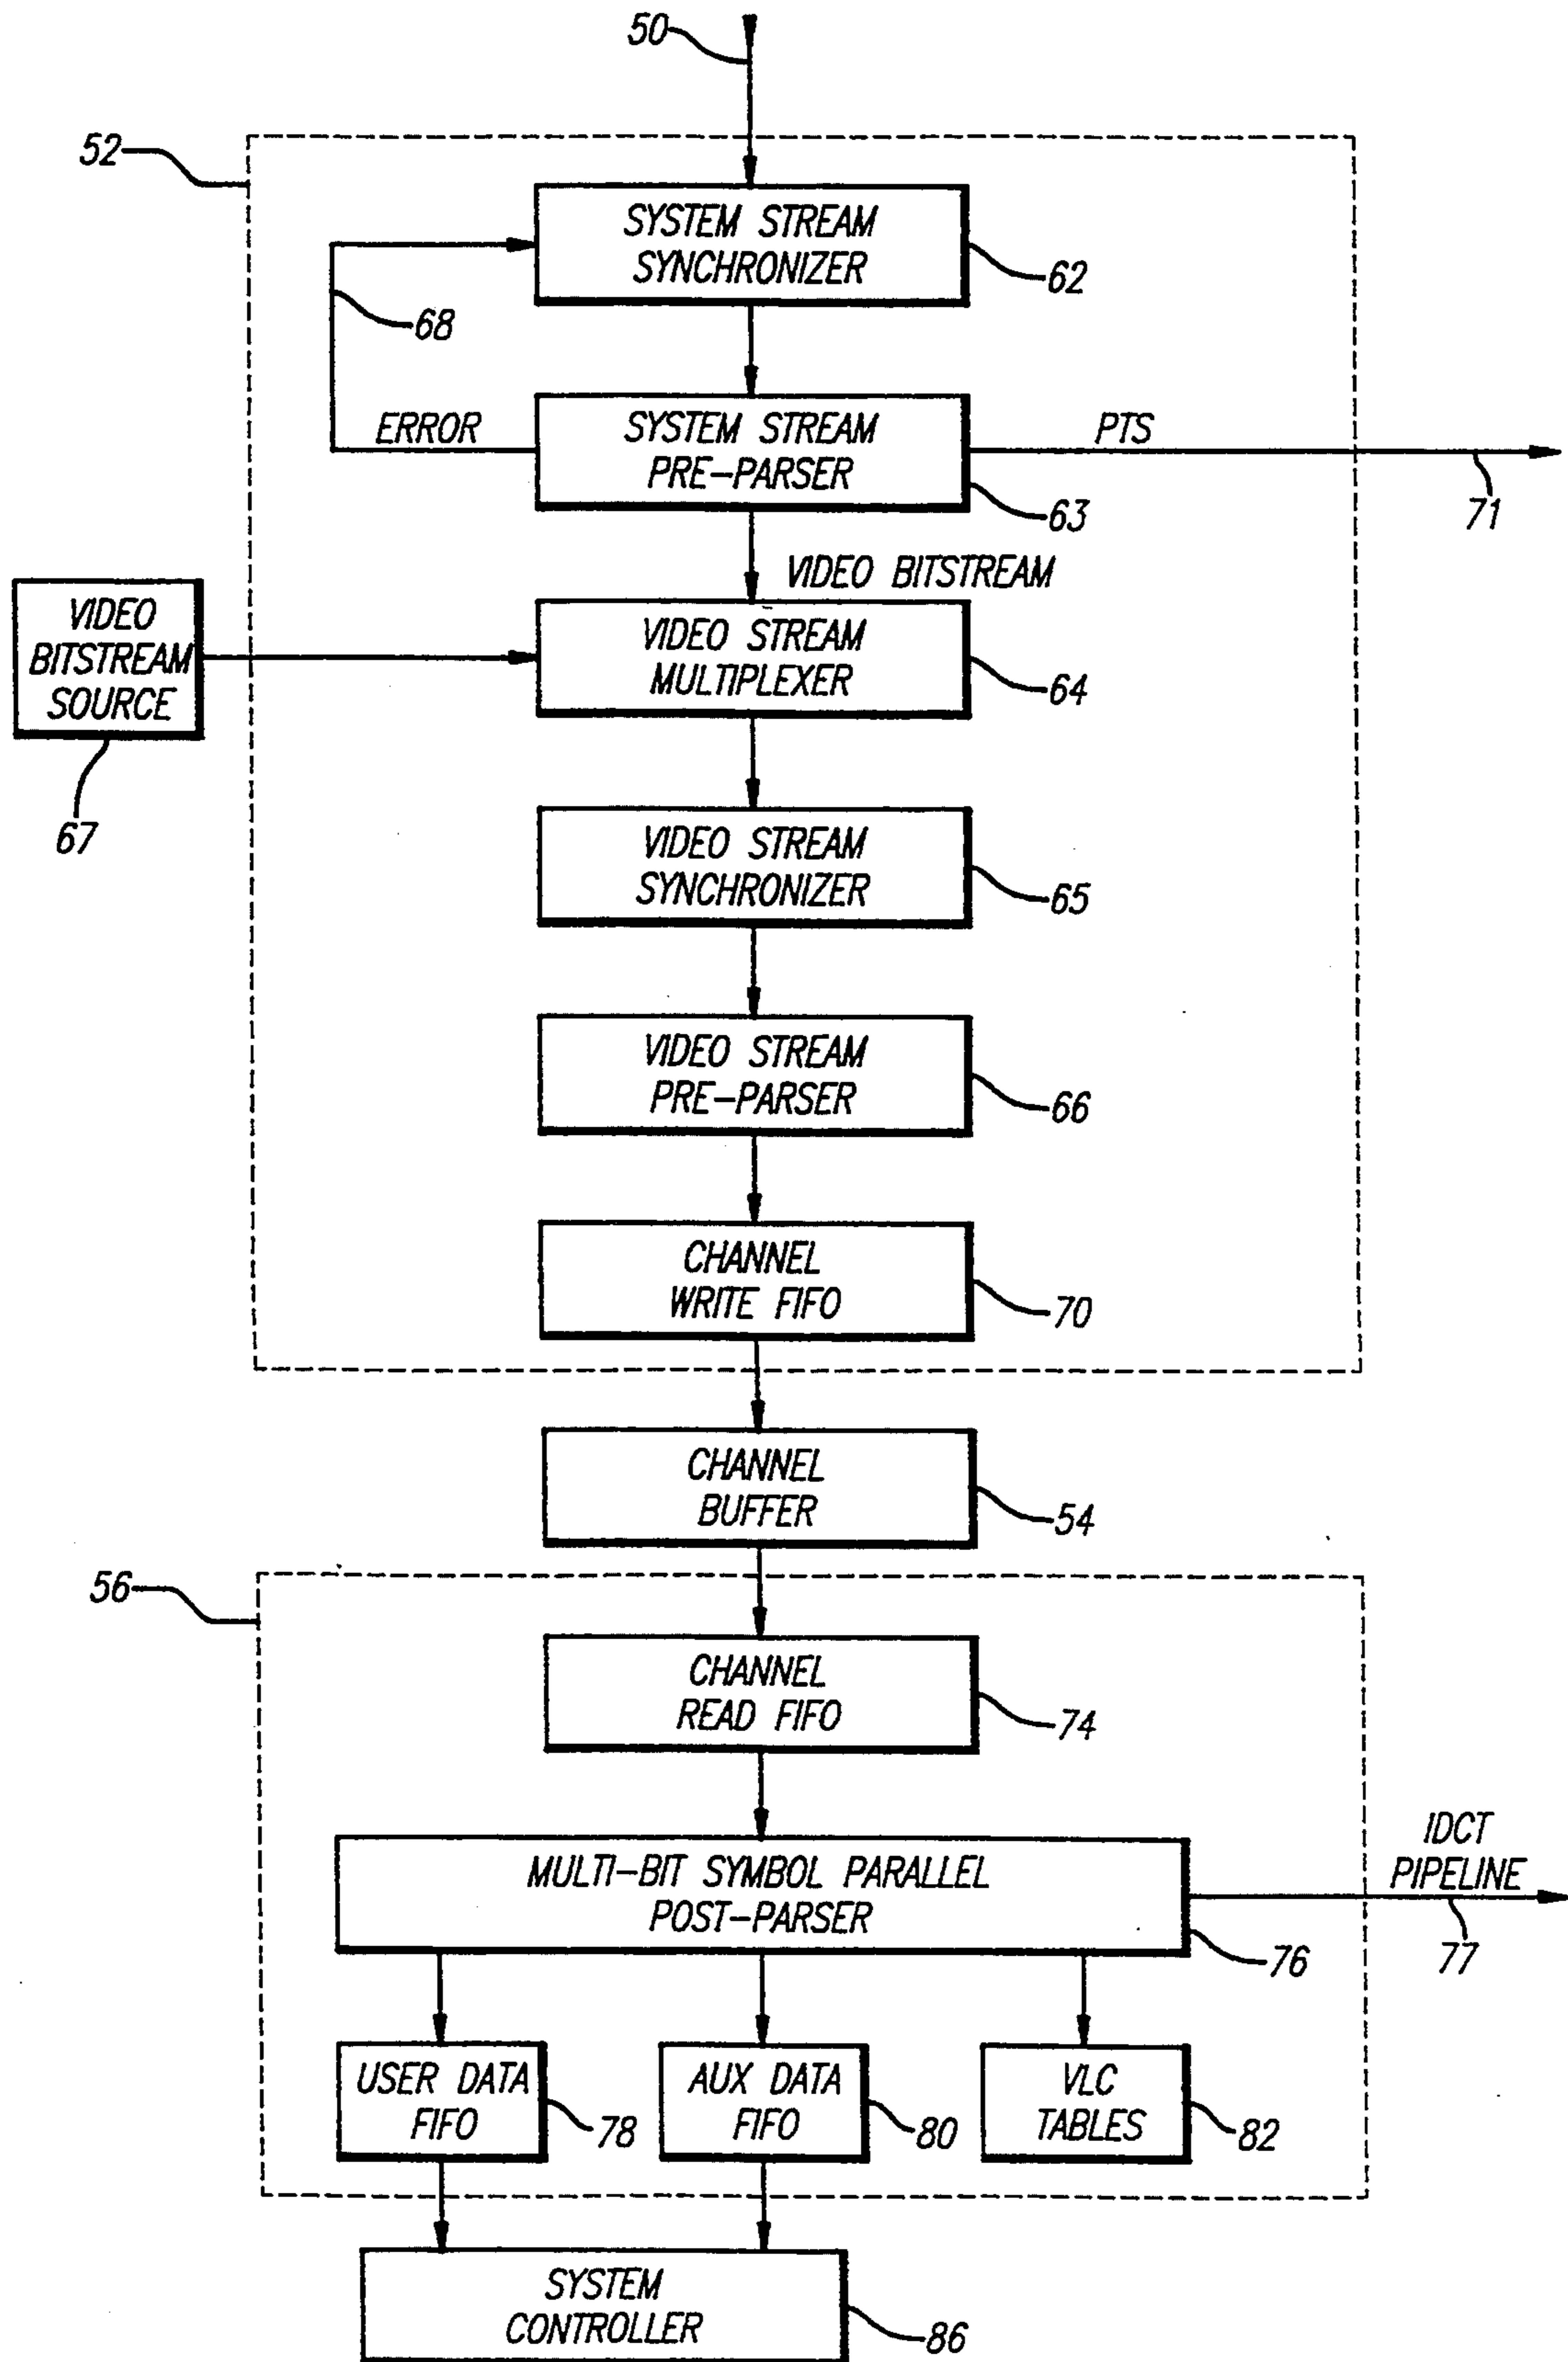 50
52
SYSTEM STREAM
SYNCHRONIZER
62
68
ERROR
SYSTEM STREAM
PRE-PARSER
63
PTS
71
VIDEO BITSTREAM
VIDEO
BITSTREAM
SOURCE
67
VIDEO STREAM
MULTIPLEXER
64
VIDEO STREAM
SYNCHRONIZER
65
VIDEO STREAM
PRE-PARSER
66
CHANNEL
WRITE FIFO
70
CHANNEL
BUFFER
54
56
CHANNEL
READ FIFO
74
MULTI-BIT SYMBOL PARALLEL
POST-PARSER
76
IDCT
PIPELINE
77
USER DATA
FIFO
78
AUX DATA
FIFO
80
VLC
TABLES
82
SYSTEM
CONTROLLER
86